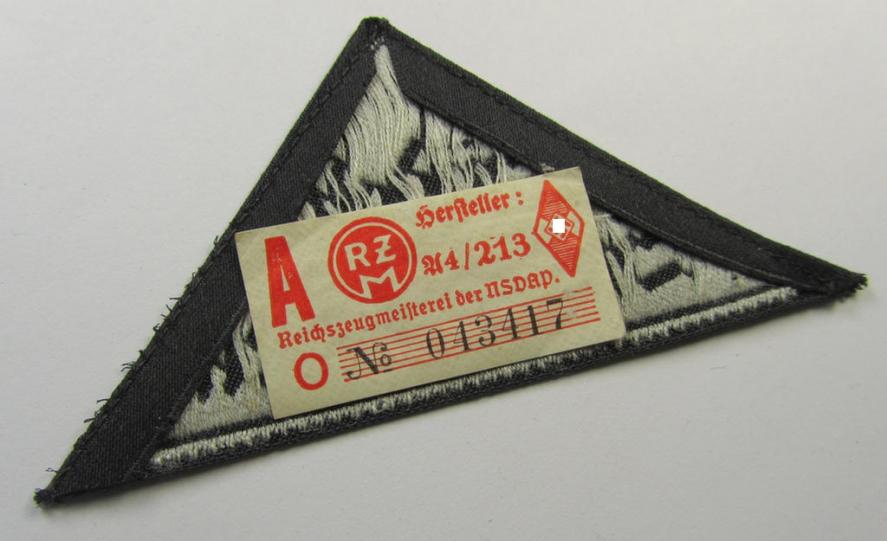 A RZM Hersteller:
A4/213
Reichszeugmeisterei der NSDAP.
O № 043417